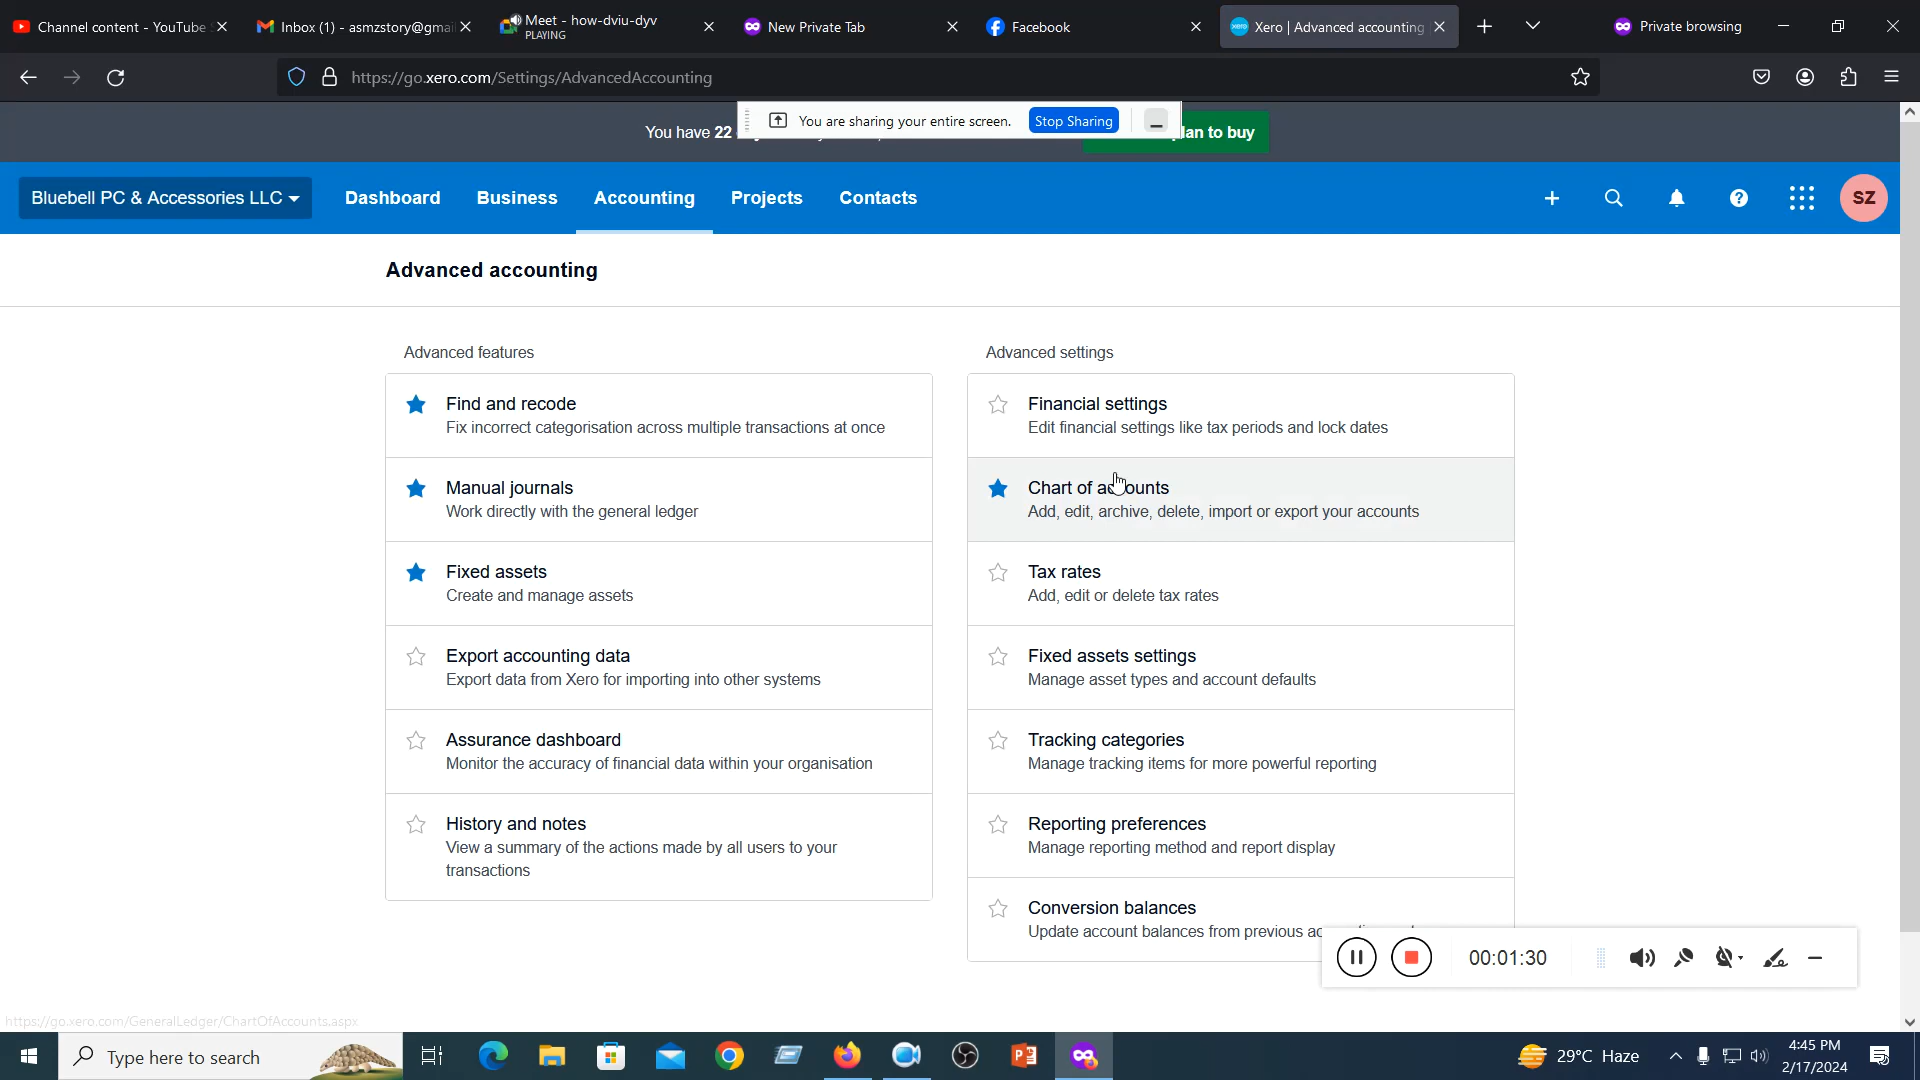 Channel content - YouTube
Inbox (1) - asmzstory@gmai
Meet - how-dviu-dyv
PLAYING
New Private Tab
Facebook
Xero | Advanced accounting
Private browsing
https://go.xero.com/Settings/AdvancedAccounting
You are sharing your entire screen.
Stop Sharing
You have 22
lan to buy
Bluebell PC & Accessories LLC
Dashboard
Business
Accounting
Projects
Contacts
SZ
Advanced accounting
Advanced features
Find and recode
Fix incorrect categorisation across multiple transactions at once
Manual journals
Work directly with the general ledger
Fixed assets
Create and manage assets
Export accounting data
Export data from Xero for importing into other systems
Assurance dashboard
Monitor the accuracy of financial data within your organisation
History and notes
View a summary of the actions made by all users to your
transactions
Advanced settings
Financial settings
Edit financial settings like tax periods and lock dates
Chart of accounts
Add, edit, archive, delete, import or export your accounts
Tax rates
Add, edit or delete tax rates
Fixed assets settings
Manage asset types and account defaults
Tracking categories
Manage tracking items for more powerful reporting
Reporting preferences
Manage reporting method and report display
Conversion balances
Update account balances from previous
00:01:30
https://go.xero.com/GeneralLedger/ChartOfAccounts.aspx
Type here to search
29°C Haze
4:45 PM
2/17/2024